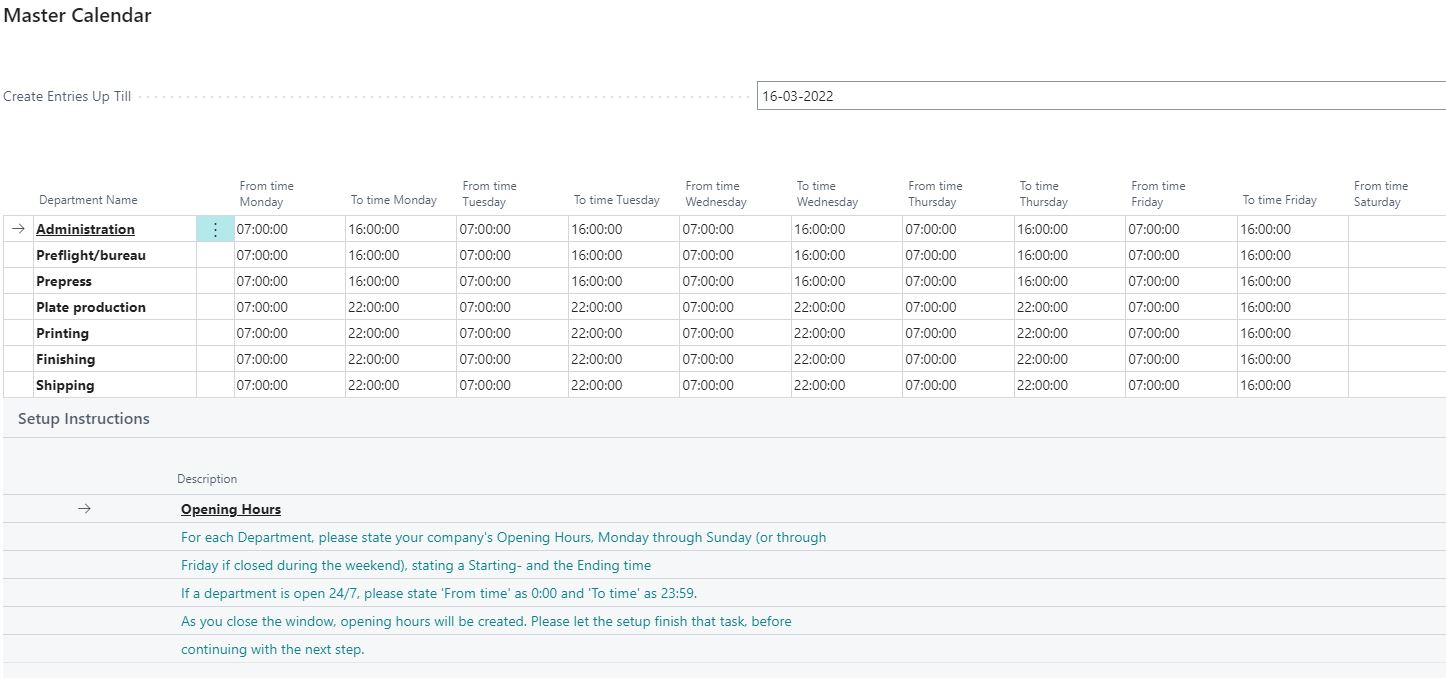 Master Calendar
Create Entries Up Till 16-03-2022
Department Name From time Monday To time Monday From time Tuesday To time Tuesday From time Wednesday To time Wednesday From time Thursday To time Thursday From time Friday To time Friday From time Saturday
Administration 07:00:00 16:00:00 07:00:00 16:00:00 07:00:00 16:00:00 07:00:00 16:00:00 07:00:00 16:00:00
Preflight/bureau 07:00:00 16:00:00 07:00:00 16:00:00 07:00:00 16:00:00 07:00:00 16:00:00 07:00:00 16:00:00
Prepress 07:00:00 16:00:00 07:00:00 16:00:00 07:00:00 16:00:00 07:00:00 16:00:00 07:00:00 16:00:00
Plate production 07:00:00 22:00:00 07:00:00 22:00:00 07:00:00 22:00:00 07:00:00 22:00:00 07:00:00 16:00:00
Printing 07:00:00 22:00:00 07:00:00 22:00:00 07:00:00 22:00:00 07:00:00 22:00:00 07:00:00 16:00:00
Finishing 07:00:00 22:00:00 07:00:00 22:00:00 07:00:00 22:00:00 07:00:00 22:00:00 07:00:00 16:00:00
Shipping 07:00:00 22:00:00 07:00:00 22:00:00 07:00:00 22:00:00 07:00:00 22:00:00 07:00:00 16:00:00
Setup Instructions
Description
Opening Hours
For each Department, please state your company's Opening Hours, Monday through Sunday (or through
Friday if closed during the weekend), stating a Starting- and the Ending time
If a department is open 24/7, please state 'From time' as 0:00 and 'To time' as 23:59.
As you close the window, opening hours will be created. Please let the setup finish that task, before
continuing with the next step.